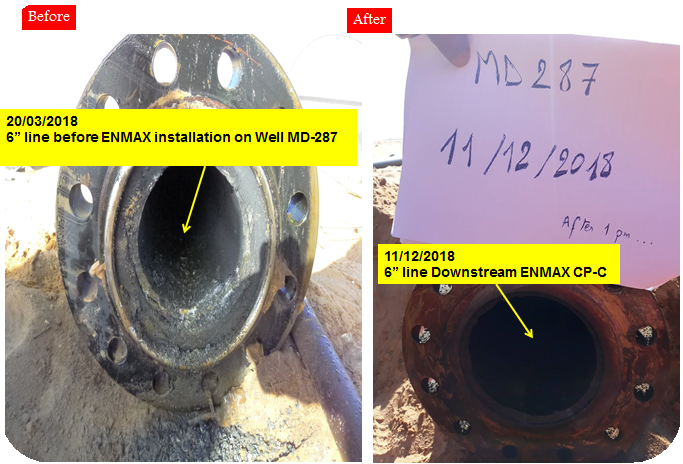 Before
After
20/03/2018
6” line before ENMAX installation on Well MD-287
MD 287
11/12/2018
After 1 pm...
11/12/2018
6” line Downstream ENMAX CP-C